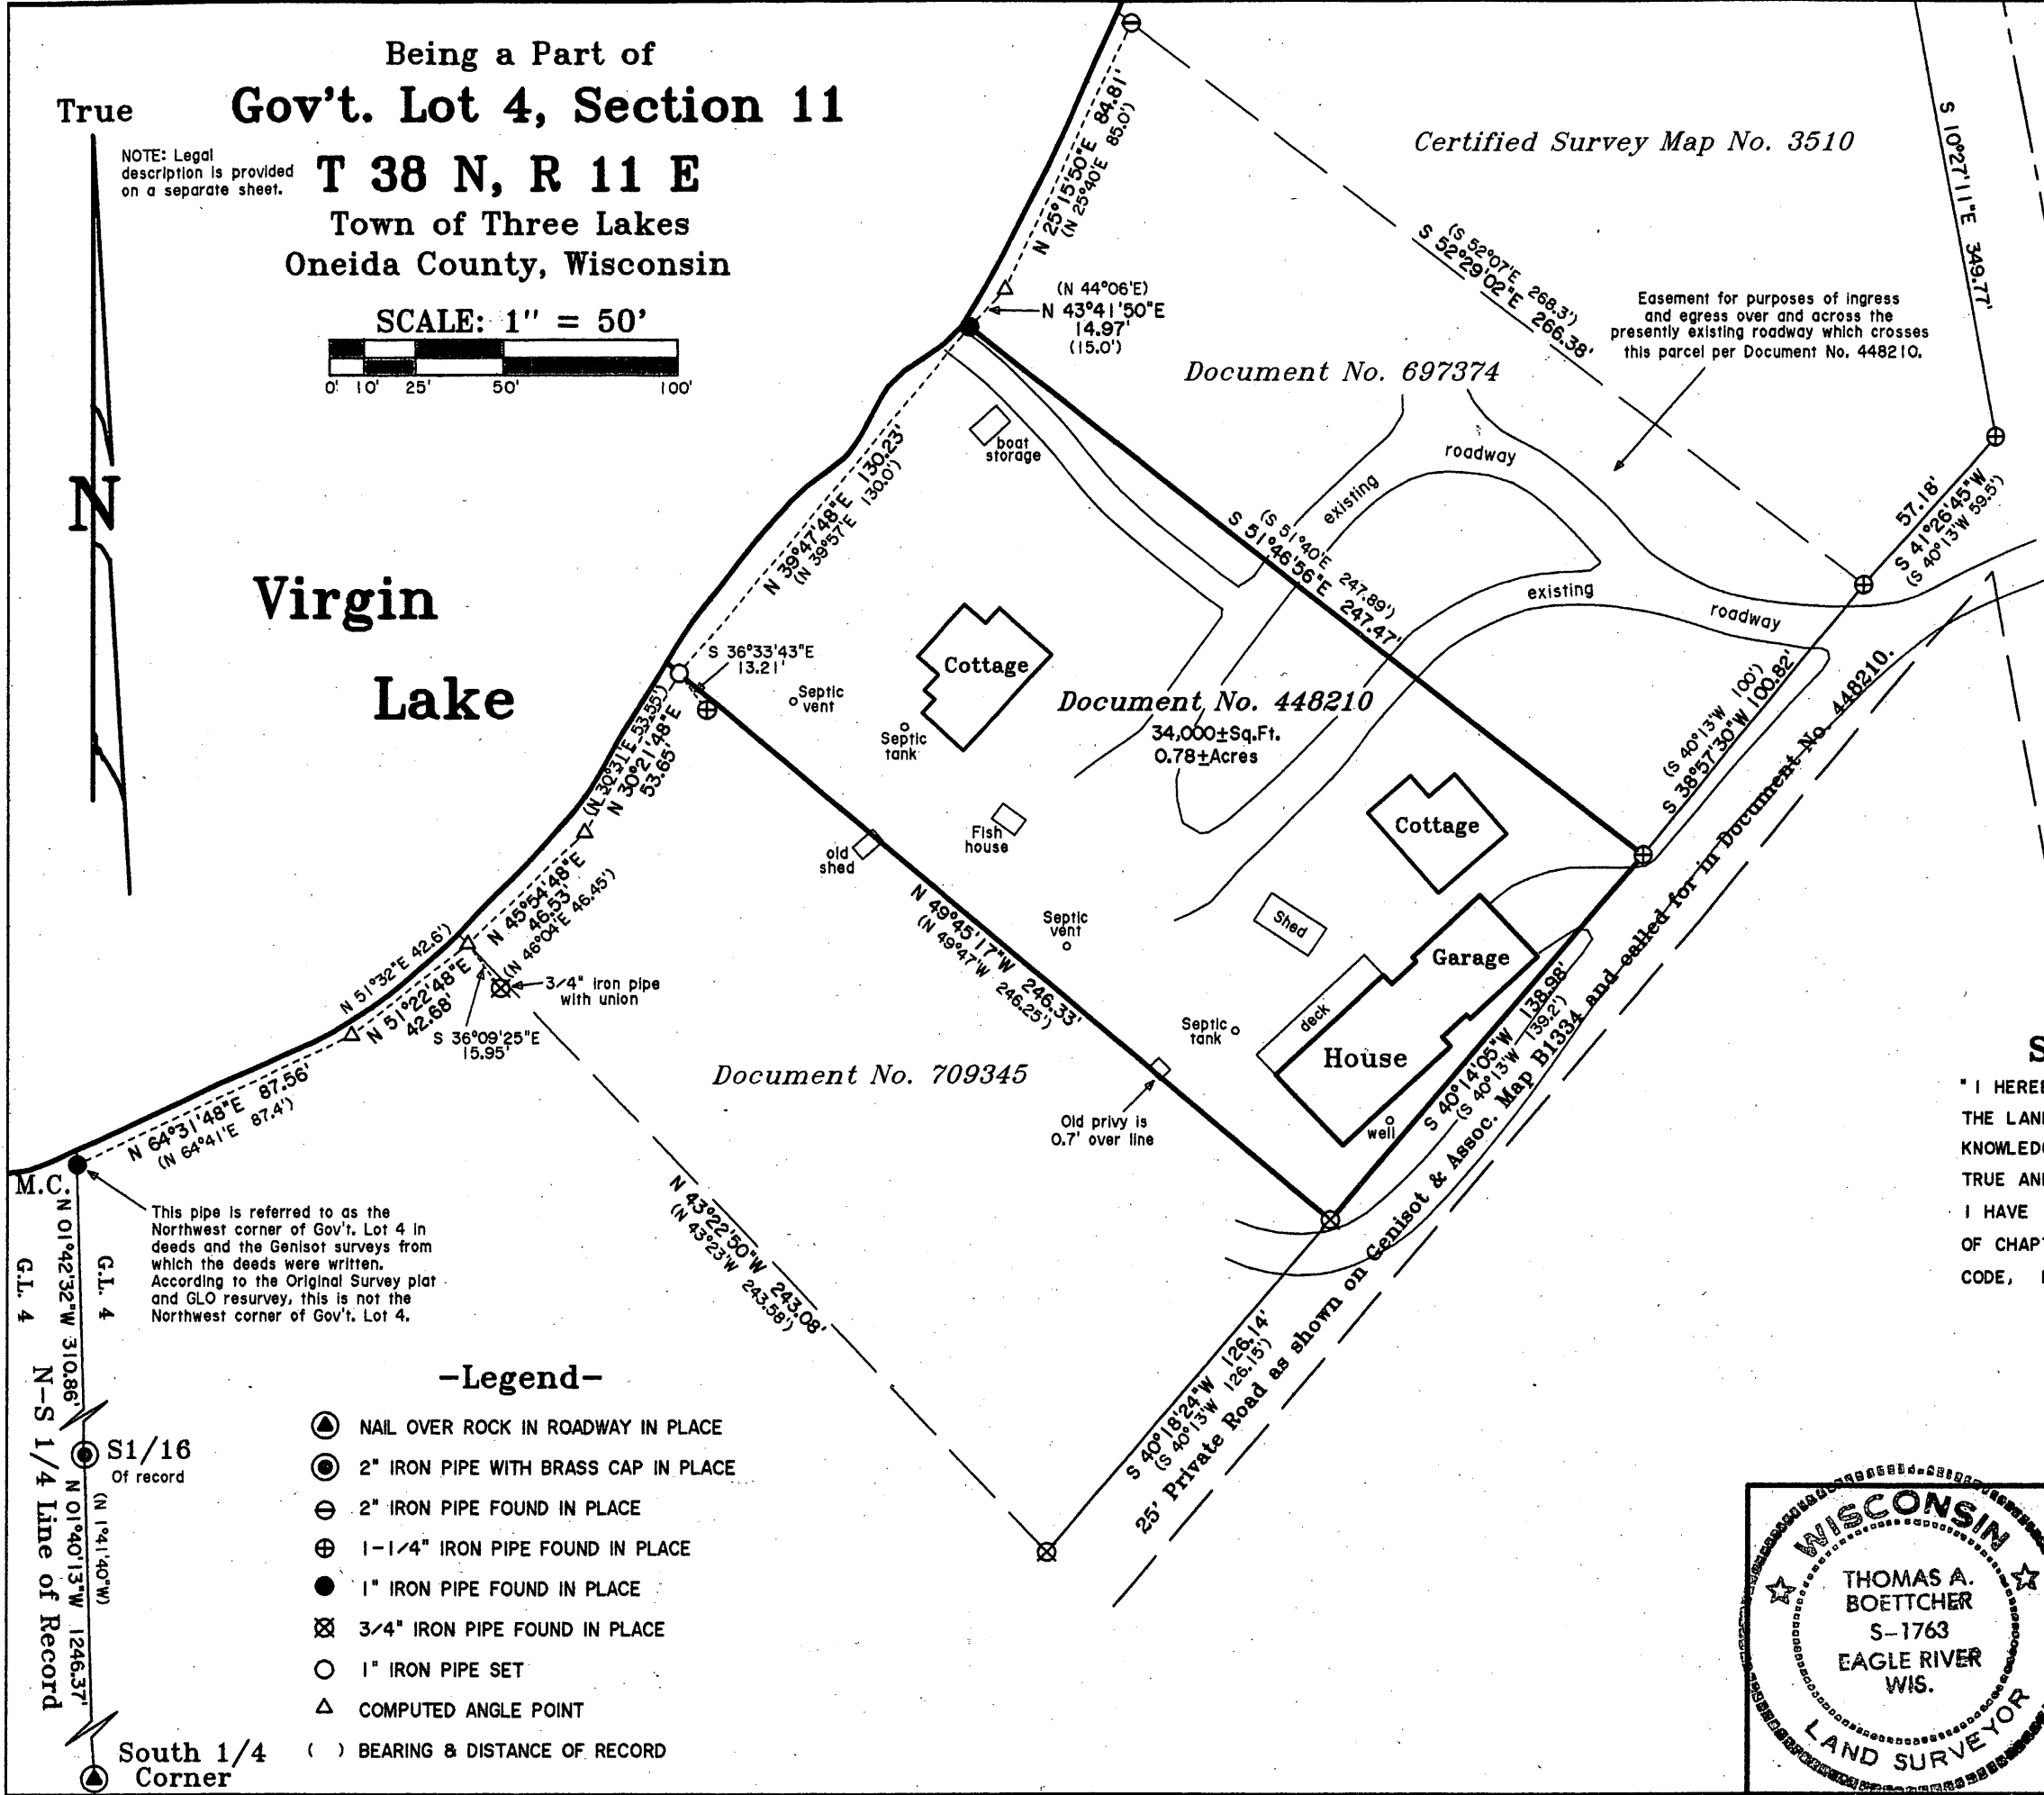 Being a Part of
Gov't. Lot 4, Section 11
T 38 N, R 11 E
Town of Three Lakes
Oneida County, Wisconsin
SCALE: 1" = 50'
0' 10' 25' 50' 100'
True
N
NOTE: Legal
description is provided
on a separate sheet.
Virgin
Lake
N 25°15'50"E 84.81'
(N 25°40'E 85.0')
(N 44°06'E)
N 43°41'50"E
14.97'
(15.0')
Certified Survey Map No. 3510
S 10°27'11"E 349.77'
(S 52°07'E 268.3')
S 52°29'02"E 266.38'
Easement for purposes of ingress
and egress over and across the
presently existing roadway which crosses
this parcel per Document No. 448210.
Document No. 697374
existing
roadway
existing
roadway
57.18'
S 41°26'45"W
(S 40°13'W 59.5')
boat
storage
N 39°47'48"E 130.23'
(N 39°57'E 130.0')
(S 51°40'E 247.89')
S 51°46'56"E 247.47'
S 36°33'43"E
13.21'
Septic
vent
Septic
tank
Cottage
Document No. 448210
34,000±Sq.Ft.
0.78±Acres
(S 40°13'W 100')
S 38°57'30"W 100.82'
(N 30°31'E 53.55')
N 30°21'48"E
53.65'
old
shed
Fish
house
Cottage
N 45°54'48"E
46.53'
(N 46°04'E 46.45')
N 49°45'17"W 246.33'
(N 49°47'W 246.25')
Septic
vent
Shed
Garage
deck
House
Septic
tank
well
Old privy is
0.7' over line
S 40°14'05"W 138.98'
(S 40°13'W 139.2')
N 51°32'E 42.6')
N 51°22'48"E
42.68'
3/4" iron pipe
with union
S 36°09'25"E
15.95'
Document No. 709345
N 64°31'48"E 87.56'
(N 64°41'E 87.4')
M.C.
This pipe is referred to as the
Northwest corner of Gov't. Lot 4 in
deeds and the Genisot surveys from
which the deeds were written.
According to the Original Survey plat
and GLO resurvey, this is not the
Northwest corner of Gov't. Lot 4.
N 43°22'50"W 243.08'
(N 43°23'W 243.58')
S 40°18'24"W 126.14'
(S 40°13'W 126.15')
25' Private Road as shown on Genisot & Assoc. Map B1334 and called for in Document No. 448210.
G.L. 4
G.L. 4
N 01°42'32"W 310.86'
N-S 1/4 Line of Record
S1/16
Of record
N 01°40'13"W 1246.37'
(N 1°41'40"W)
South 1/4
Corner
-Legend-
NAIL OVER ROCK IN ROADWAY IN PLACE
2" IRON PIPE WITH BRASS CAP IN PLACE
2" IRON PIPE FOUND IN PLACE
1-1/4" IRON PIPE FOUND IN PLACE
1" IRON PIPE FOUND IN PLACE
3/4" IRON PIPE FOUND IN PLACE
1" IRON PIPE SET
COMPUTED ANGLE POINT
( ) BEARING & DISTANCE OF RECORD
S
" I HEREB
THE LAND
KNOWLEDG
TRUE AND
I HAVE
OF CHAPT
CODE,
WISCONSIN
THOMAS A.
BOETTCHER
S-1763
EAGLE RIVER
WIS.
LAND SURVEYOR